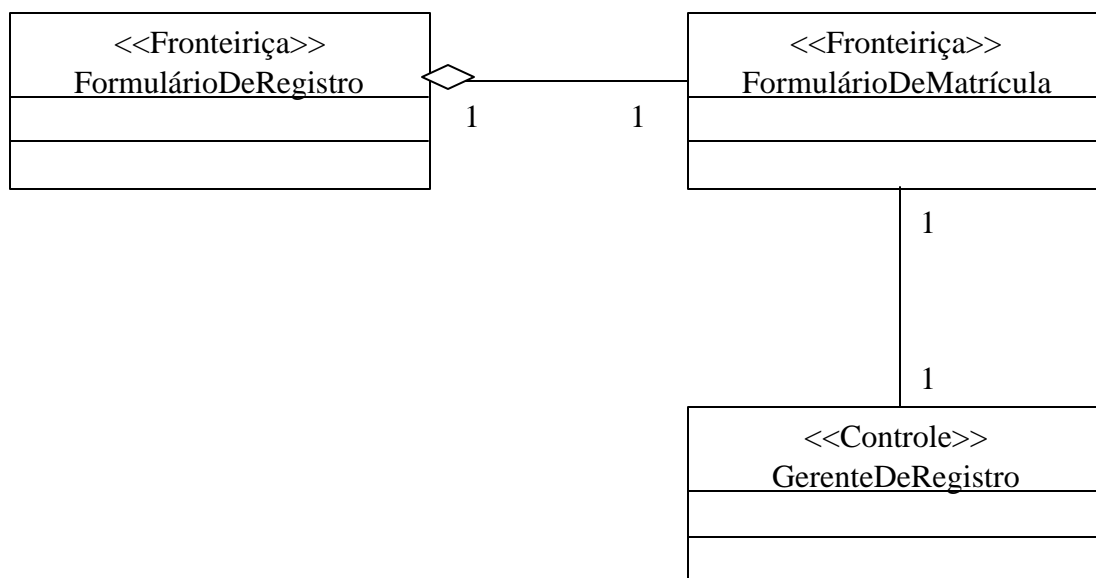 <<Fronteiriça>>
FormulárioDeRegistro
<<Fronteiriça>>
FormulárioDeMatrícula
1
1
1
1
<<Controle>>
GerenteDeRegistro